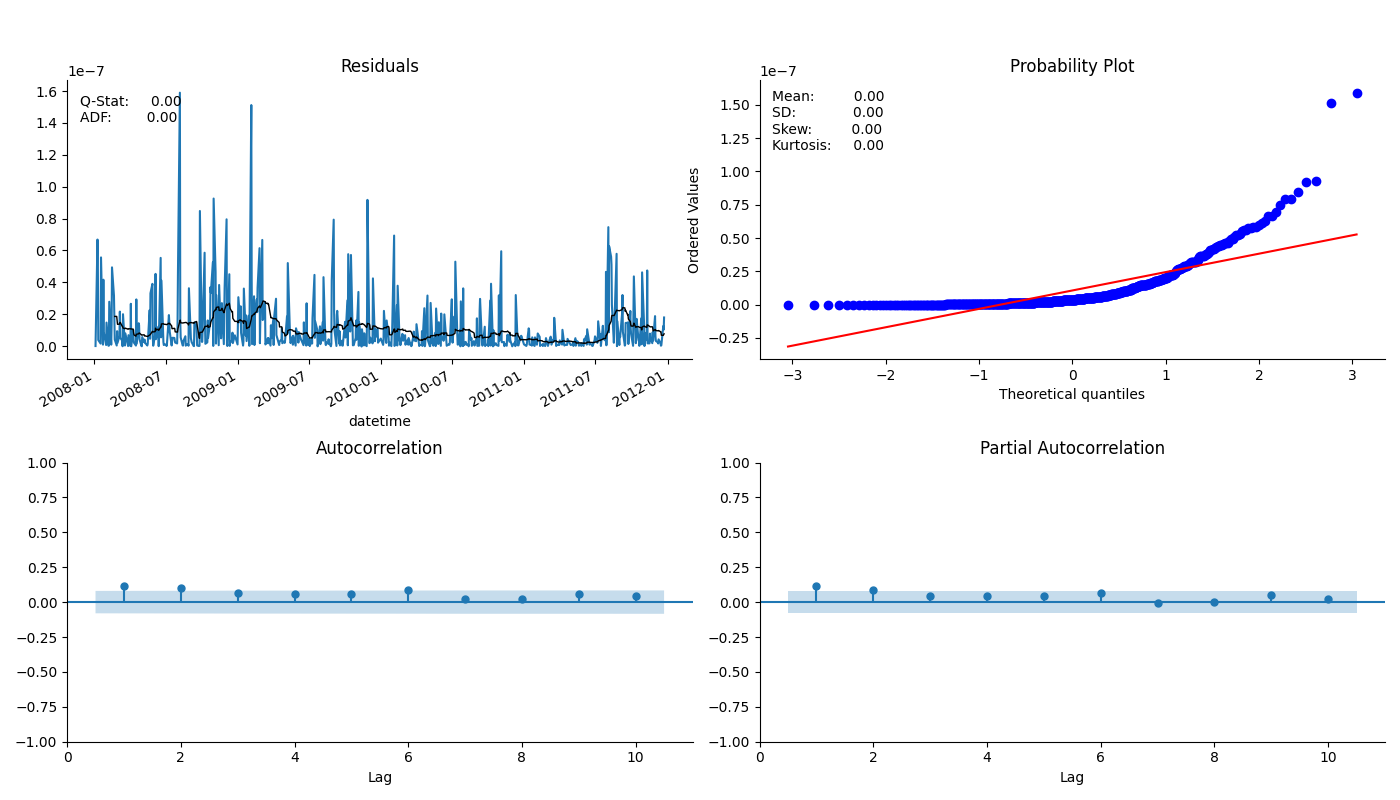 Residuals
1e−7
Q-Stat: 0.00
ADF: 0.00
1.6
1.4
1.2
1.0
0.8
0.6
0.4
0.2
0.0
2008-01
2008-07
2009-01
2009-07
2010-01
2010-07
2011-01
2011-07
2012-01
datetime
Probability Plot
1e−7
Mean: 0.00
SD: 0.00
Skew: 0.00
Kurtosis: 0.00
Ordered Values
1.50
1.25
1.00
0.75
0.50
0.25
0.00
−0.25
−3 −2 −1 0 1 2 3
Theoretical quantiles
Autocorrelation
1.00
0.75
0.50
0.25
0.00
−0.25
−0.50
−0.75
−1.00
0 2 4 6 8 10
Lag
Partial Autocorrelation
1.00
0.75
0.50
0.25
0.00
−0.25
−0.50
−0.75
−1.00
0 2 4 6 8 10
Lag